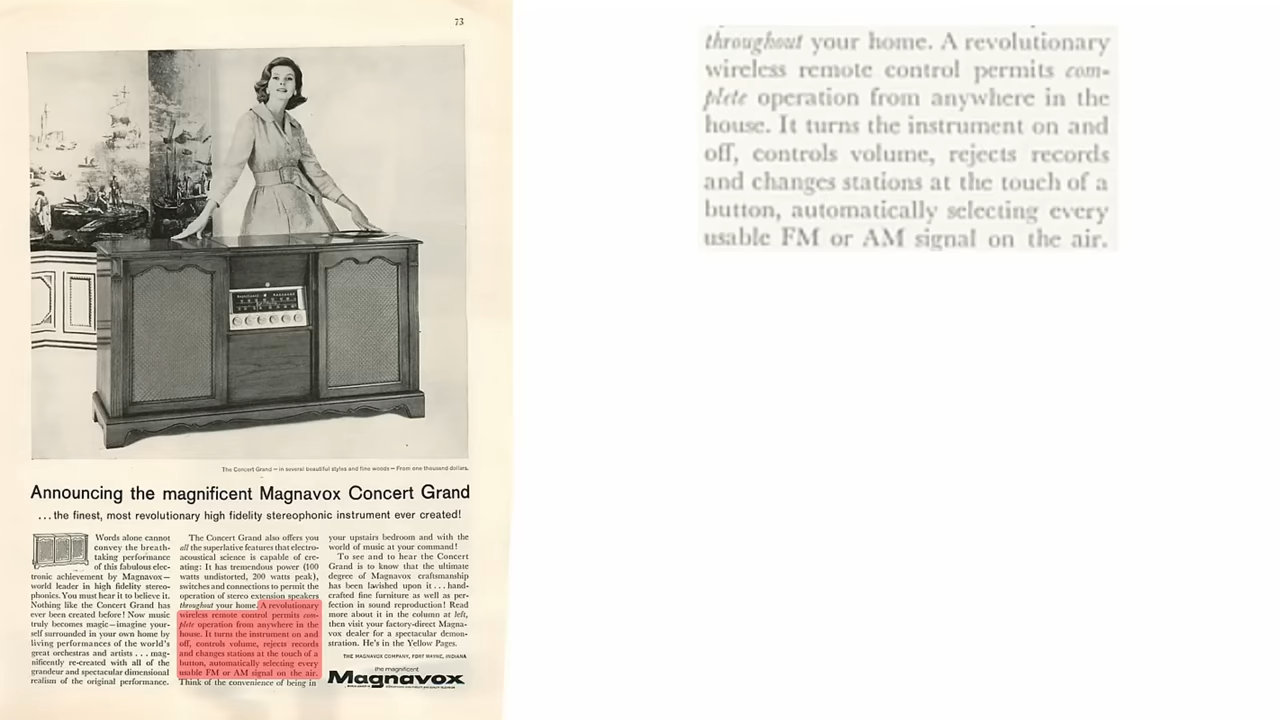 73
The Concert Grand — in several beautiful styles and fine woods — From one thousand dollars.
Announcing the magnificent Magnavox Concert Grand
...the finest, most revolutionary high fidelity stereophonic instrument ever created!
Words alone cannot
convey the breath-
taking performance
of this fabulous elec-
tronic achievement by Magnavox—
world leader in high fidelity stereo-
phonics. You must hear it to believe it.
Nothing like the Concert Grand has
ever been created before! Now music
truly becomes magic—imagine your-
self surrounded in your own home by
living performances of the world's
great orchestras and artists . . . mag-
nificently re-created with all of the
grandeur and spectacular dimensional
realism of the original performance.
The Concert Grand also offers you
all the superlative features that electro-
acoustical science is capable of cre-
ating: It has tremendous power (100
watts undistorted, 200 watts peak),
switches and connections to permit the
operation of stereo extension speakers
throughout your home. A revolutionary
wireless remote control permits com-
plete operation from anywhere in the
house. It turns the instrument on and
off, controls volume, rejects records
and changes stations at the touch of a
button, automatically selecting every
usable FM or AM signal on the air.
Think of the convenience of being in
your upstairs bedroom and with the
world of music at your command!
To see and to hear the Concert
Grand is to know that the ultimate
degree of Magnavox craftsmanship
has been lavished upon it . . . hand-
crafted fine furniture as well as per-
fection in sound reproduction! Read
more about it in the column at left,
then visit your factory-direct Magna-
vox dealer for a spectacular demon-
stration. He's in the Yellow Pages.
THE MAGNAVOX COMPANY, FORT WAYNE, INDIANA
the magnificent
Magnavox
throughout your home. A revolutionary
wireless remote control permits com-
plete operation from anywhere in the
house. It turns the instrument on and
off, controls volume, rejects records
and changes stations at the touch of a
button, automatically selecting every
usable FM or AM signal on the air.